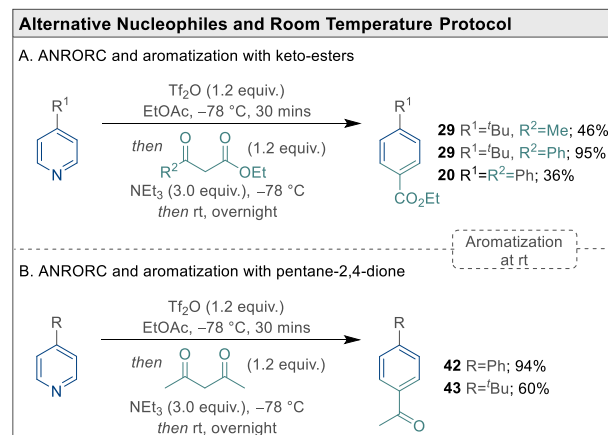 Alternative Nucleophiles and Room Temperature Protocol
A. ANRORC and aromatization with keto-esters
R¹
N
Tf₂O (1.2 equiv.)
EtOAc, –78 °C, 30 mins
then
O O
R²
OEt
(1.2 equiv.)
NEt₃ (3.0 equiv.), –78 °C
then rt, overnight
R¹
CO₂Et
29 R¹=ᵗBu, R²=Me; 46%
29 R¹=ᵗBu, R²=Ph; 95%
20 R¹=R²=Ph; 36%
Aromatization
at rt
B. ANRORC and aromatization with pentane-2,4-dione
R
N
Tf₂O (1.2 equiv.)
EtOAc, –78 °C, 30 mins
then
O O
(1.2 equiv.)
NEt₃ (3.0 equiv.), –78 °C
then rt, overnight
R
O
42 R=Ph; 94%
43 R=ᵗBu; 60%